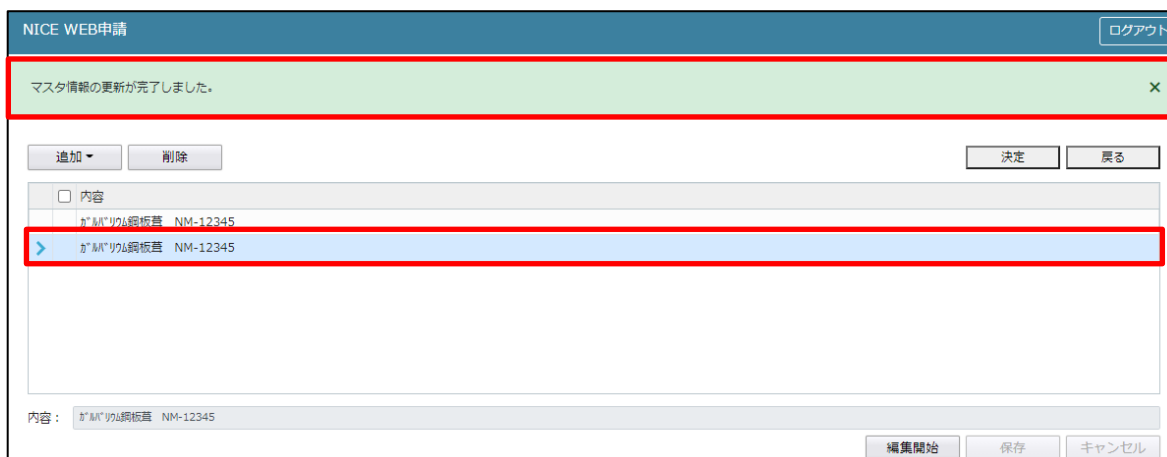 NICE WEB申請
ログアウト
マスタ情報の更新が完了しました。 ×
追加▾ 削除 決定 戻る
内容
ｶﾞﾙﾊﾞﾘｳﾑ鋼板葺 NM-12345
ｶﾞﾙﾊﾞﾘｳﾑ鋼板葺 NM-12345
内容： ｶﾞﾙﾊﾞﾘｳﾑ鋼板葺 NM-12345
編集開始 保存 キャンセル